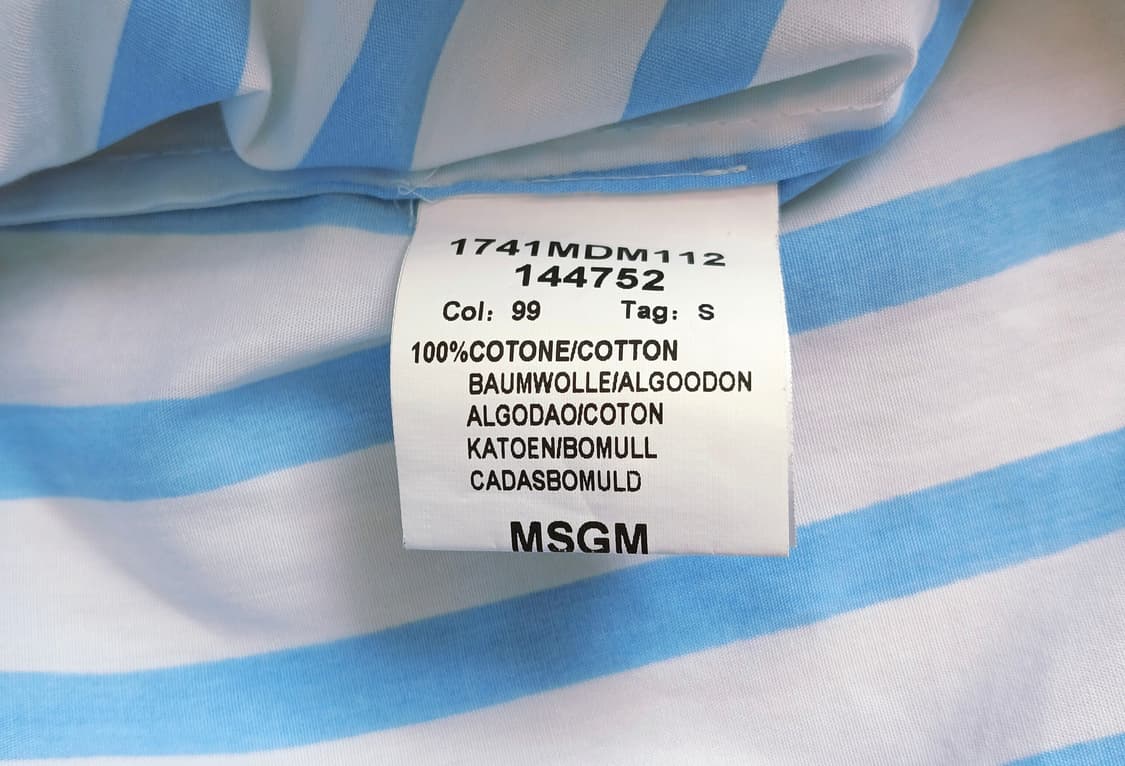 1741MDM112
144752
Col: 99 Tag: S
100%COTONE/COTTON
BAUMWOLLE/ALGOODON
ALGODAO/COTON
KATOEN/BOMULL
CADASBOMULD
MSGM